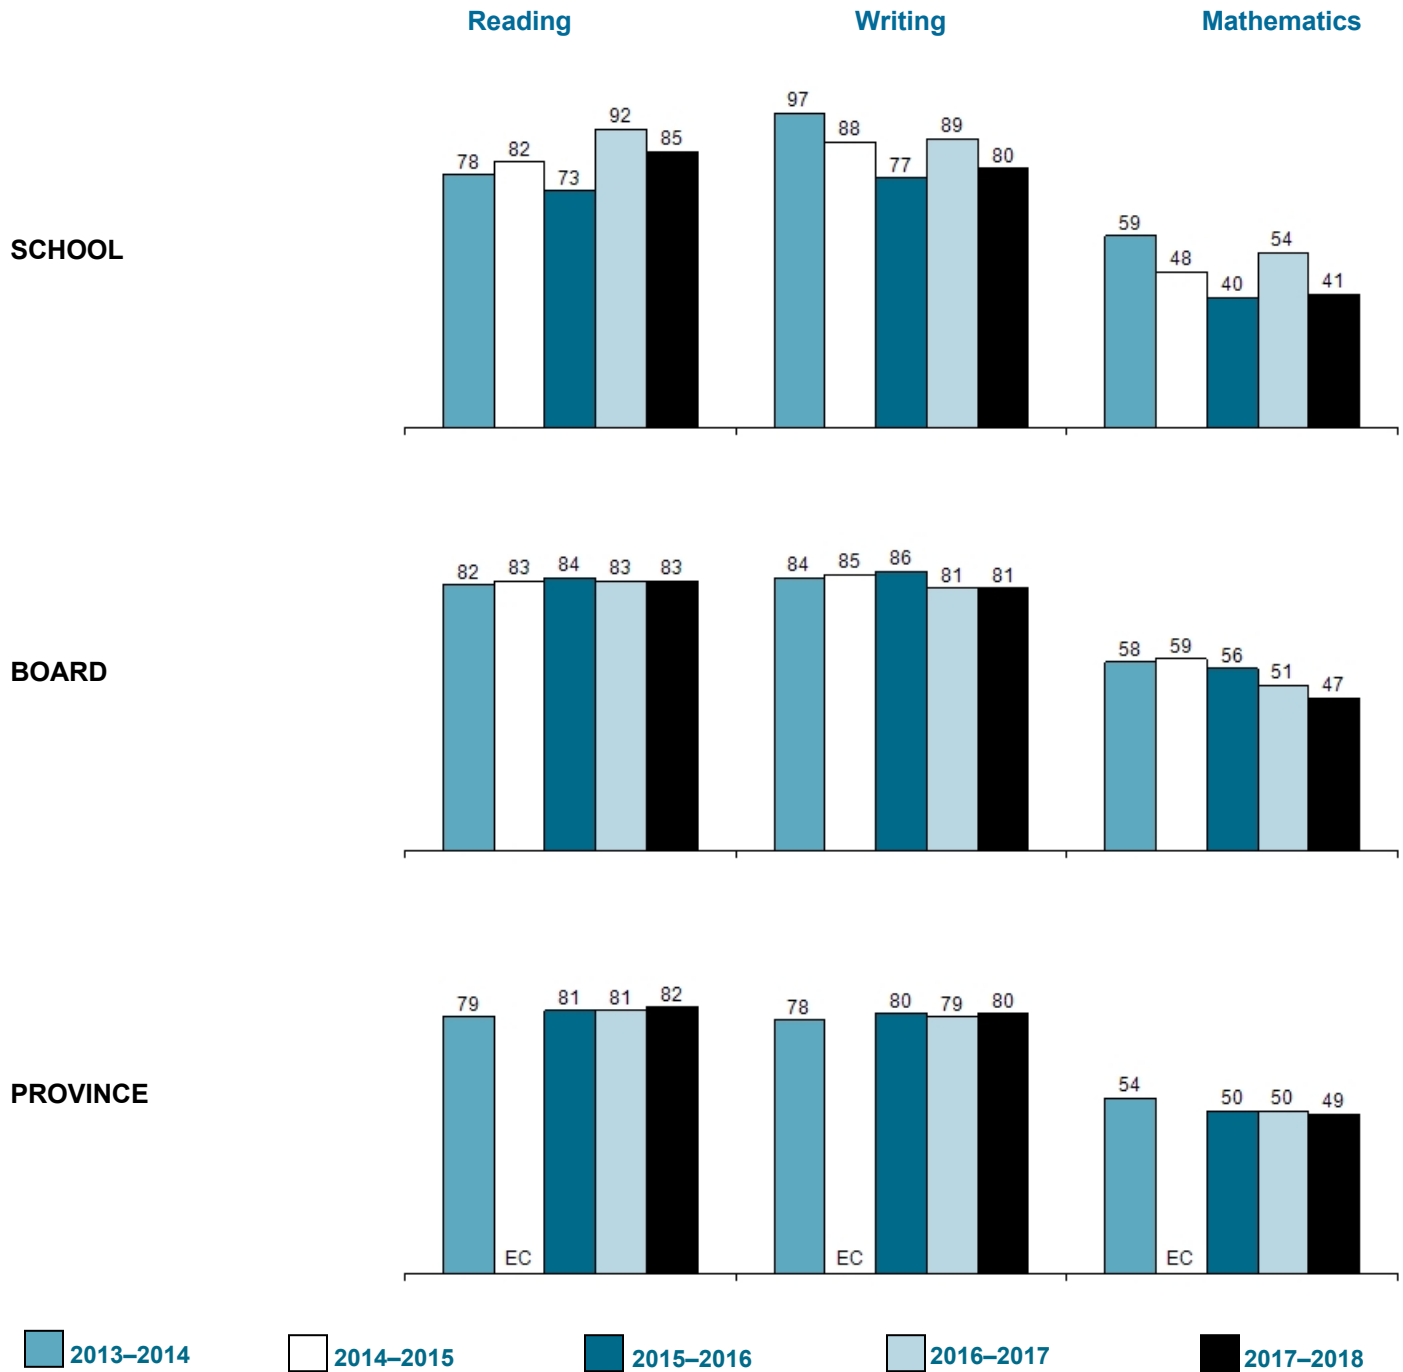 Reading Writing Mathematics
SCHOOL
78 82 73 92 85 97 88 77 89 80 59 48 40 54 41
BOARD
82 83 84 83 83 84 85 86 81 81 58 59 56 51 47
PROVINCE
79 EC 81 81 82 78 EC 80 79 80 54 EC 50 50 49
2013–2014 2014–2015 2015–2016 2016–2017 2017–2018